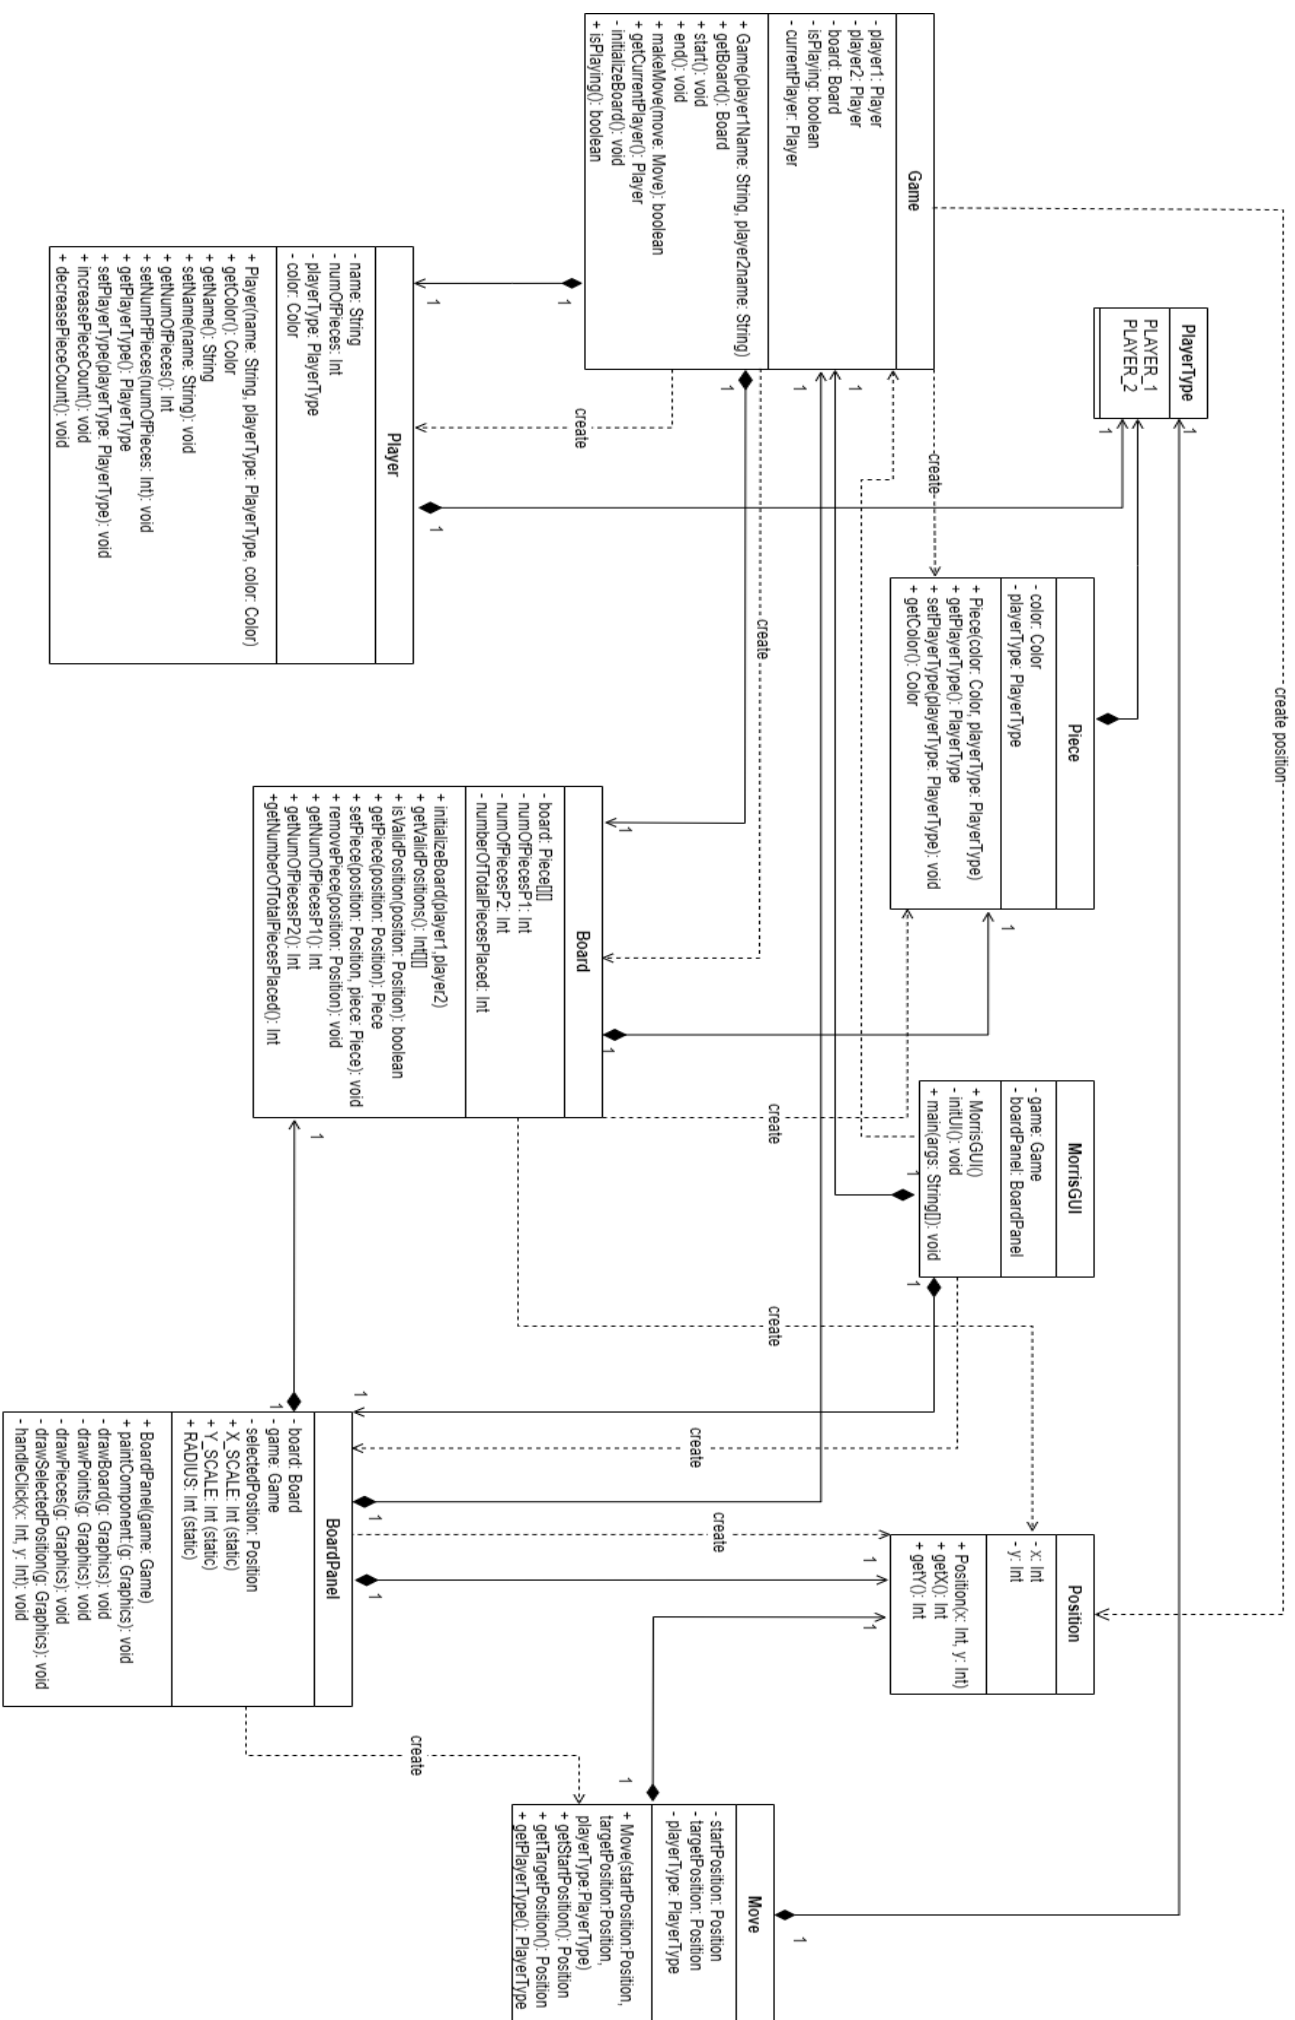 Game
- player1: Player
- player2: Player
- board: Board
- isPlaying: boolean
- currentPlayer: Player
+ Game(player1Name: String, player2name: String)
+ getBoard(): Board
+ start(): void
+ end(): void
+ makeMove(move: Move): boolean
+ getCurrentPlayer(): Player
- initializeBoard(): void
+ isPlaying(): boolean
create position
PlayerType
PLAYER_1
PLAYER_2
1
1
create
Piece
- color: Color
- playerType: PlayerType
+ Piece(color: Color, playerType: PlayerType)
+ getPlayerType(): PlayerType
+ setPlayerType(playerType: PlayerType): void
+ getColor(): Color
1
MorrisGUI
- game: Game
- boardPanel: BoardPanel
+ MorrisGUI()
- initUI(): void
+ main(args: String[]): void
1
1
Position
- x: Int
- y: Int
+ Position(x: Int, y: Int)
+ getX(): Int
+ getY(): Int
1
1
1
1
1
1
1
create
create
create
create
1
create
create
Move
- startPosition: Position
- targetPosition: Position
- playerType: PlayerType
+ Move(startPosition:Position,
targetPosition:Position,
playerType:PlayerType)
+ getStartPosition(): Position
+ getTargetPosition(): Position
+ getPlayerType(): PlayerType
1
1
Player
- name: String
- numOfPieces: Int
- playerType: PlayerType
- color: Color
+ Player(name: String, playerType: PlayerType, color: Color)
+ getColor(): Color
+ getName(): String
+ setName(name: String): void
+ getNumOfPieces(): Int
+ setNumPfPieces(numOfPieces: Int): void
+ getPlayerType(): PlayerType
+ setPlayerType(playerType: PlayerType): void
+ increasePieceCount(): void
+ decreasePieceCount(): void
1
1
1
Board
- board: Piece[][]
- numOfPiecesP1: Int
- numOfPiecesP2: Int
- numberOfTotalPiecesPlaced: Int
+ initializeBoard(player1,player2)
+ getValidPositions(): Int[][]
+ isValidPosition(positon: Position): boolean
+ getPiece(position: Position): Piece
+ setPiece(position: Position, piece: Piece): void
+ removePiece(position: Position): void
+ getNumOfPiecesP1(): Int
+ getNumOfPiecesP2(): Int
+getNumberOfTotalPiecesPlaced(): Int
1
1
1
1
create
BoardPanel
- board: Board
- game: Game
- selectedPostion: Position
+ X_SCALE: Int (static)
+ Y_SCALE: Int (static)
+ RADIUS: Int (static)
+ BoardPanel(game: Game)
+ paintComponent:(g: Graphics): void
- drawBoard(g: Graphics): void
- drawPoints(g: Graphics): void
- drawPieces(g: Graphics): void
- drawSelectedPosition(g: Graphics): void
- handleClick(x: Int, y: Int): void
1
1
create